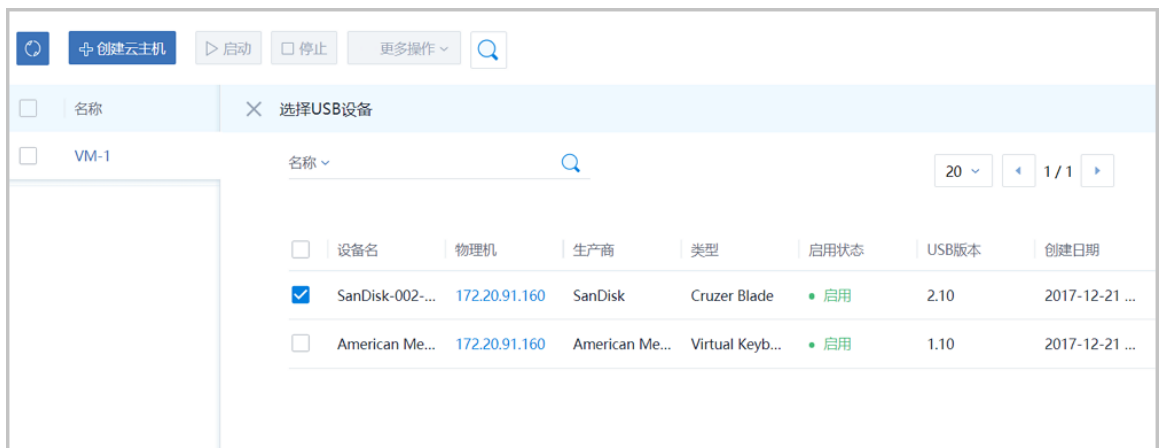 创建云主机 启动 停止 更多操作
名称 选择USB设备
VM-1 名称 20 1 / 1
设备名 物理机 生产商 类型 启用状态 USB版本 创建日期
SanDisk-002-... 172.20.91.160 SanDisk Cruzer Blade 启用 2.10 2017-12-21 ...
American Me... 172.20.91.160 American Me... Virtual Keyb... 启用 1.10 2017-12-21 ...